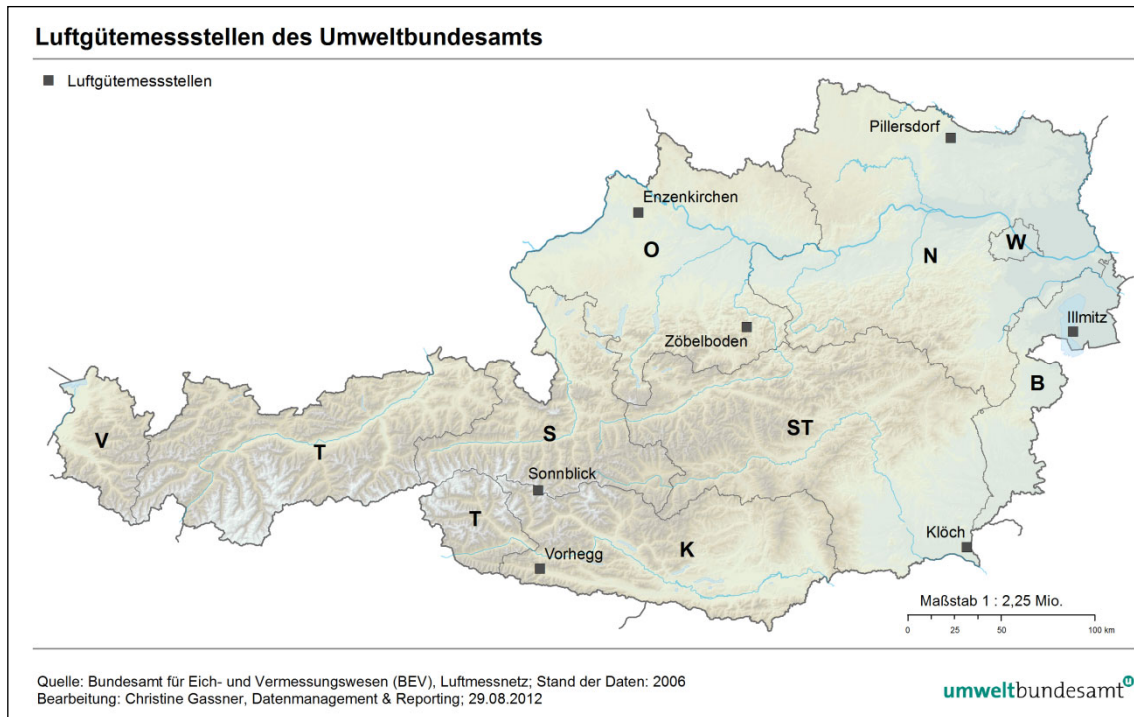 Luftgütemessstellen des Umweltbundesamts
Luftgütemessstellen
Pillersdorf
Enzenkirchen
O
N
W
Zöbelboden
Illmitz
B
V
T
S
ST
Sonnblick
T
Vorhegg
K
Klöch
Maßstab 1 : 2,25 Mio.
0 25 50 100 km
Quelle: Bundesamt für Eich- und Vermessungswesen (BEV), Luftmessnetz; Stand der Daten: 2006
Bearbeitung: Christine Gassner, Datenmanagement & Reporting; 29.08.2012
umweltbundesamt
u